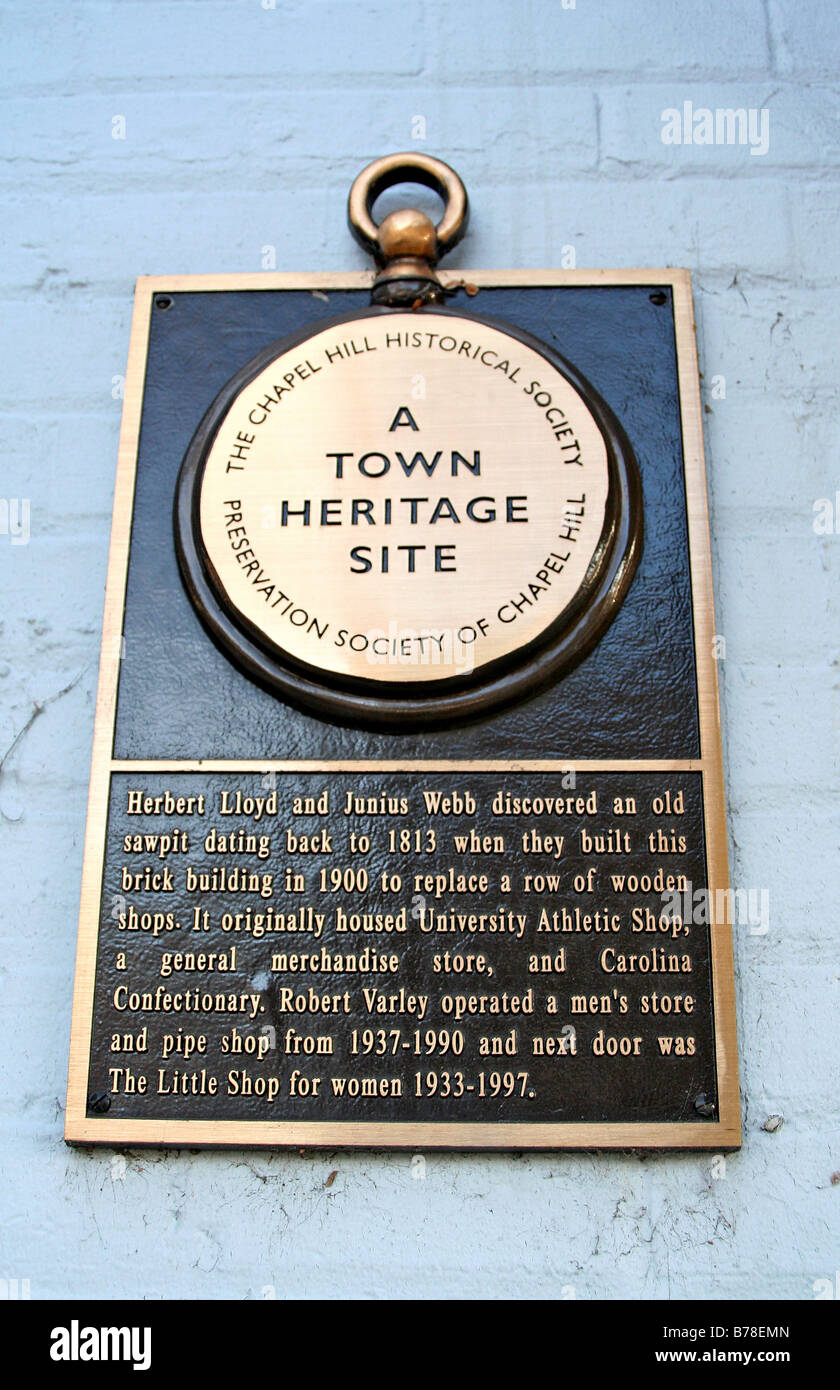 THE CHAPEL HILL HISTORICAL SOCIETY
A
TOWN
HERITAGE
SITE
PRESERVATION SOCIETY OF CHAPEL HILL
Herbert Lloyd and Junius Webb discovered an old
sawpit dating back to 1813 when they built this
brick building in 1900 to replace a row of wooden
shops. It originally housed University Athletic Shop,
a general merchandise store, and Carolina
Confectionary. Robert Varley operated a men's store
and pipe shop from 1937-1990 and next door was
The Little Shop for women 1933-1997.
alamy
alamy
Image ID: B78EMN
www.alamy.com